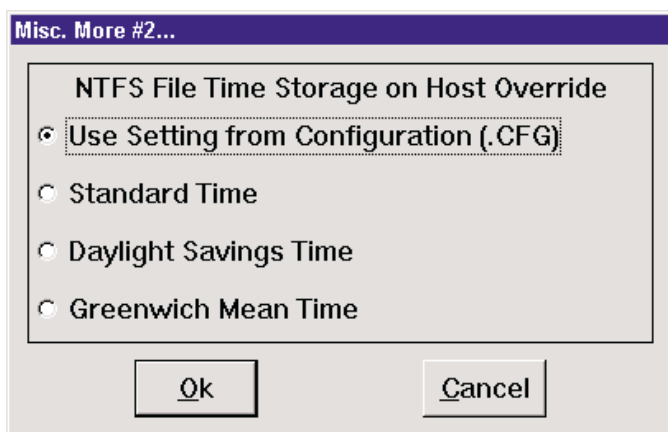 Misc. More #2...
NTFS File Time Storage on Host Override
Use Setting from Configuration (.CFG)
Standard Time
Daylight Savings Time
Greenwich Mean Time
Ok
Cancel